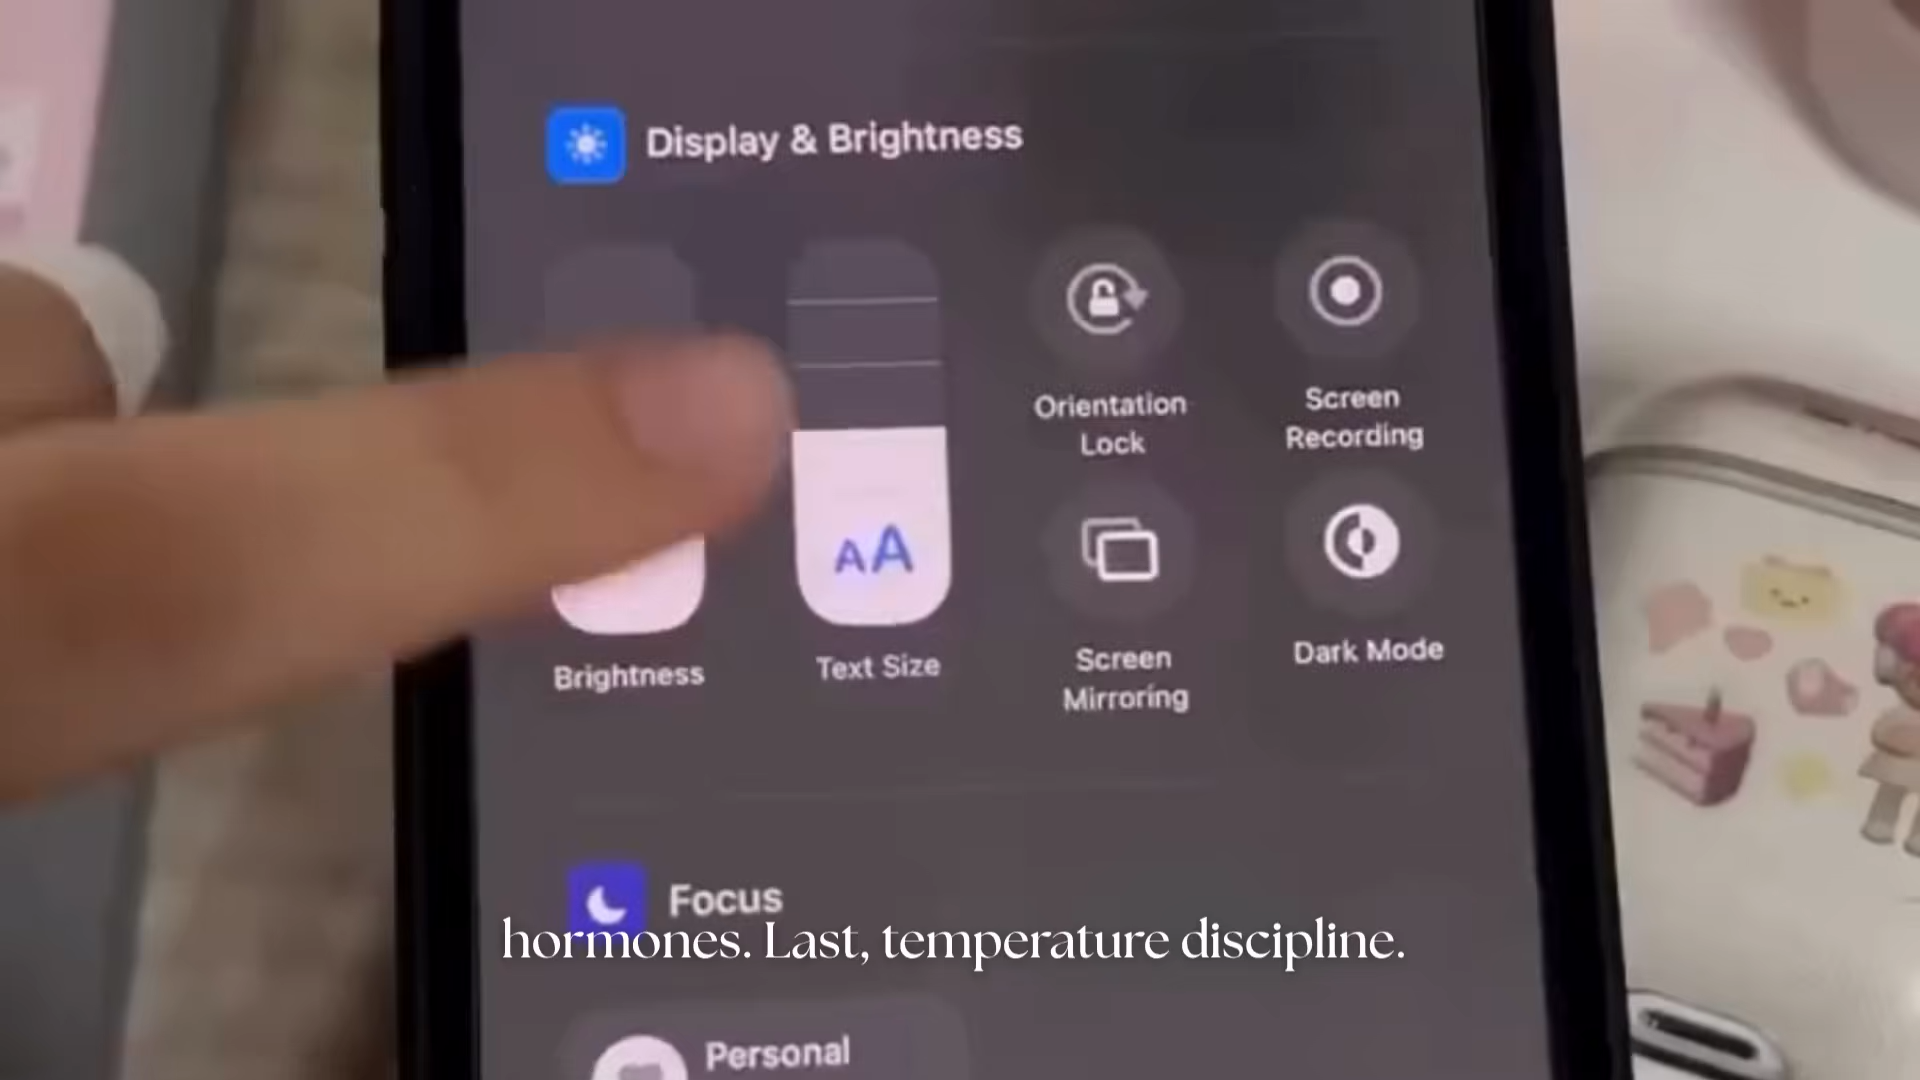 Display & Brightness
Orientation
Lock
Screen
Recording
AA
Brightness
Text Size
Screen
Mirroring
Dark Mode
Focus
hormones. Last, temperature discipline.
Personal